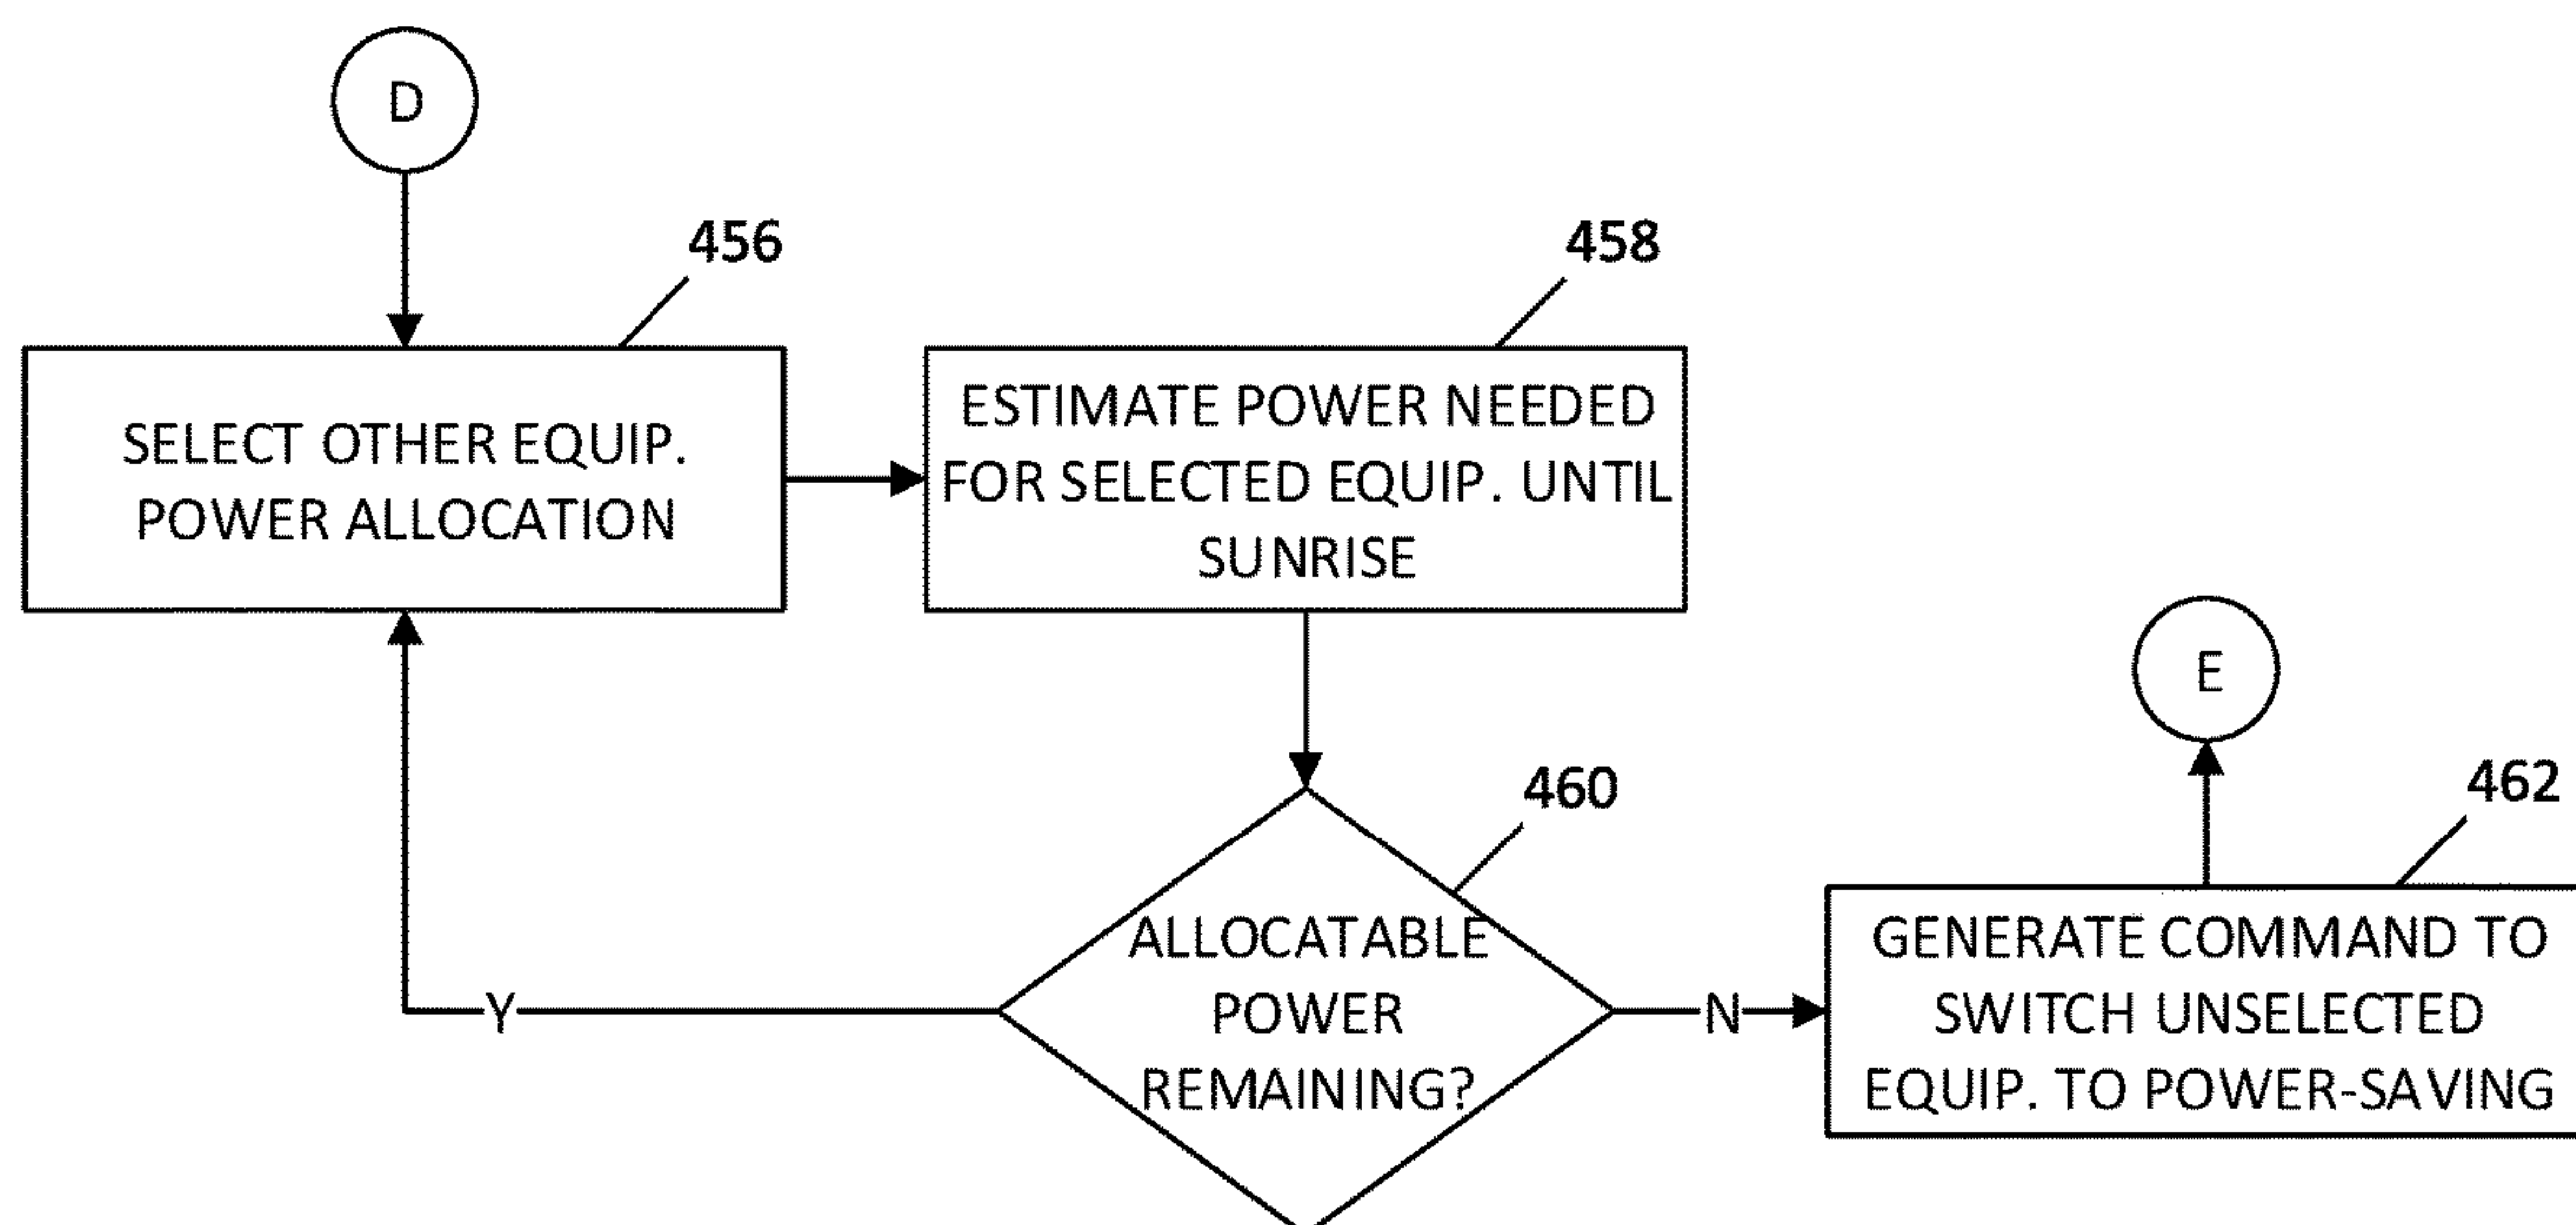 D
456
SELECT OTHER EQUIP.
POWER ALLOCATION
458
ESTIMATE POWER NEEDED
FOR SELECTED EQUIP. UNTIL
SUNRISE
460
ALLOCATABLE
POWER
REMAINING?
Y
N
E
462
GENERATE COMMAND TO
SWITCH UNSELECTED
EQUIP. TO POWER-SAVING